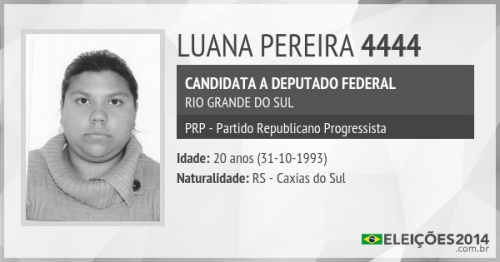 LUANA PEREIRA 4444
CANDIDATA A DEPUTADO FEDERAL
RIO GRANDE DO SUL
PRP - Partido Republicano Progressista
Idade: 20 anos (31-10-1993)
Naturalidade: RS - Caxias do Sul
ELEIÇÕES2014
.com.br